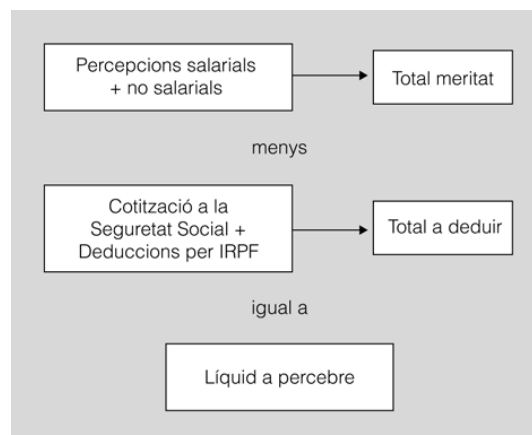 Percepcions salarials
+ no salarials
Total meritat
menys
Cotització a la
Seguretat Social +
Deduccions per IRPF
Total a deduir
igual a
Líquid a percebre